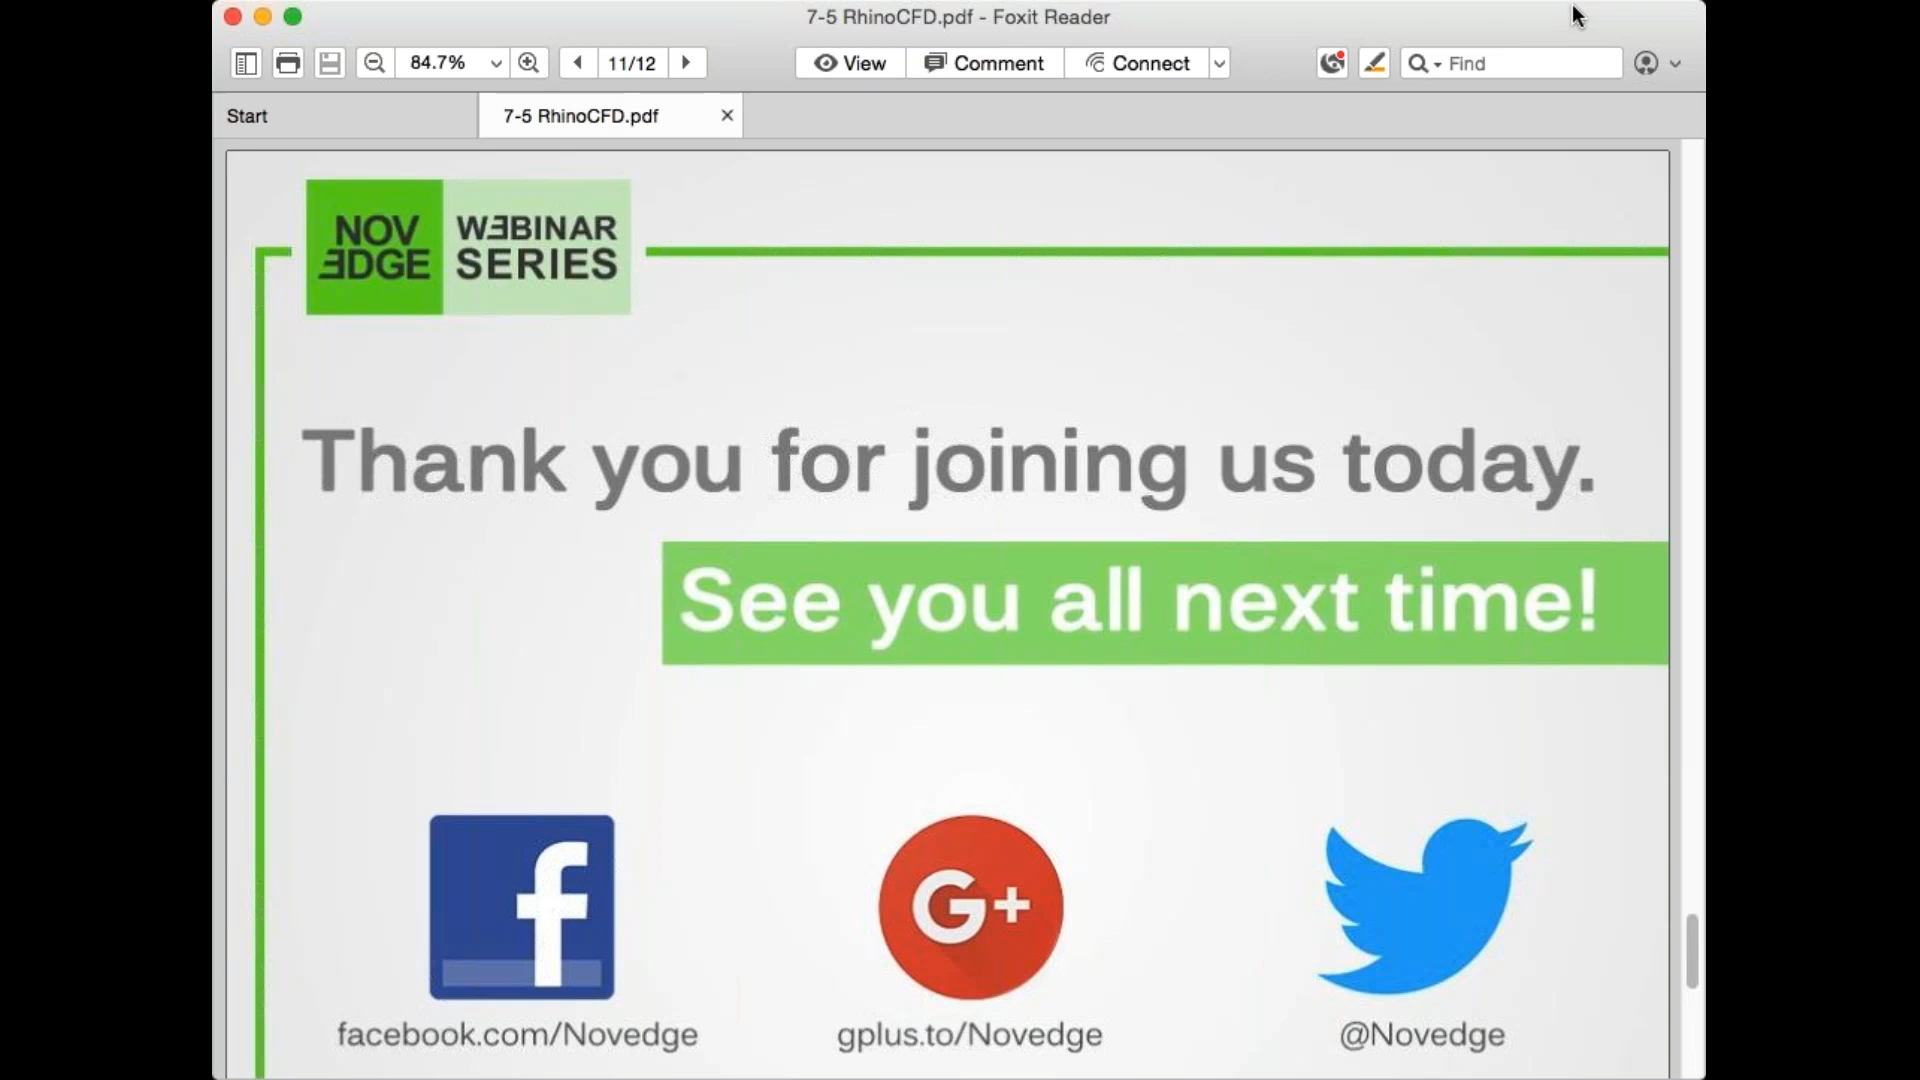 7-5 RhinoCFD.pdf - Foxit Reader
84.7%
11/12
View
Comment
Connect
Find
Start
7-5 RhinoCFD.pdf
NOV
ƎDGE
WƎBINAR
SERIES
Thank you for joining us today.
See you all next time!
f
G+
facebook.com/Novedge
gplus.to/Novedge
@Novedge